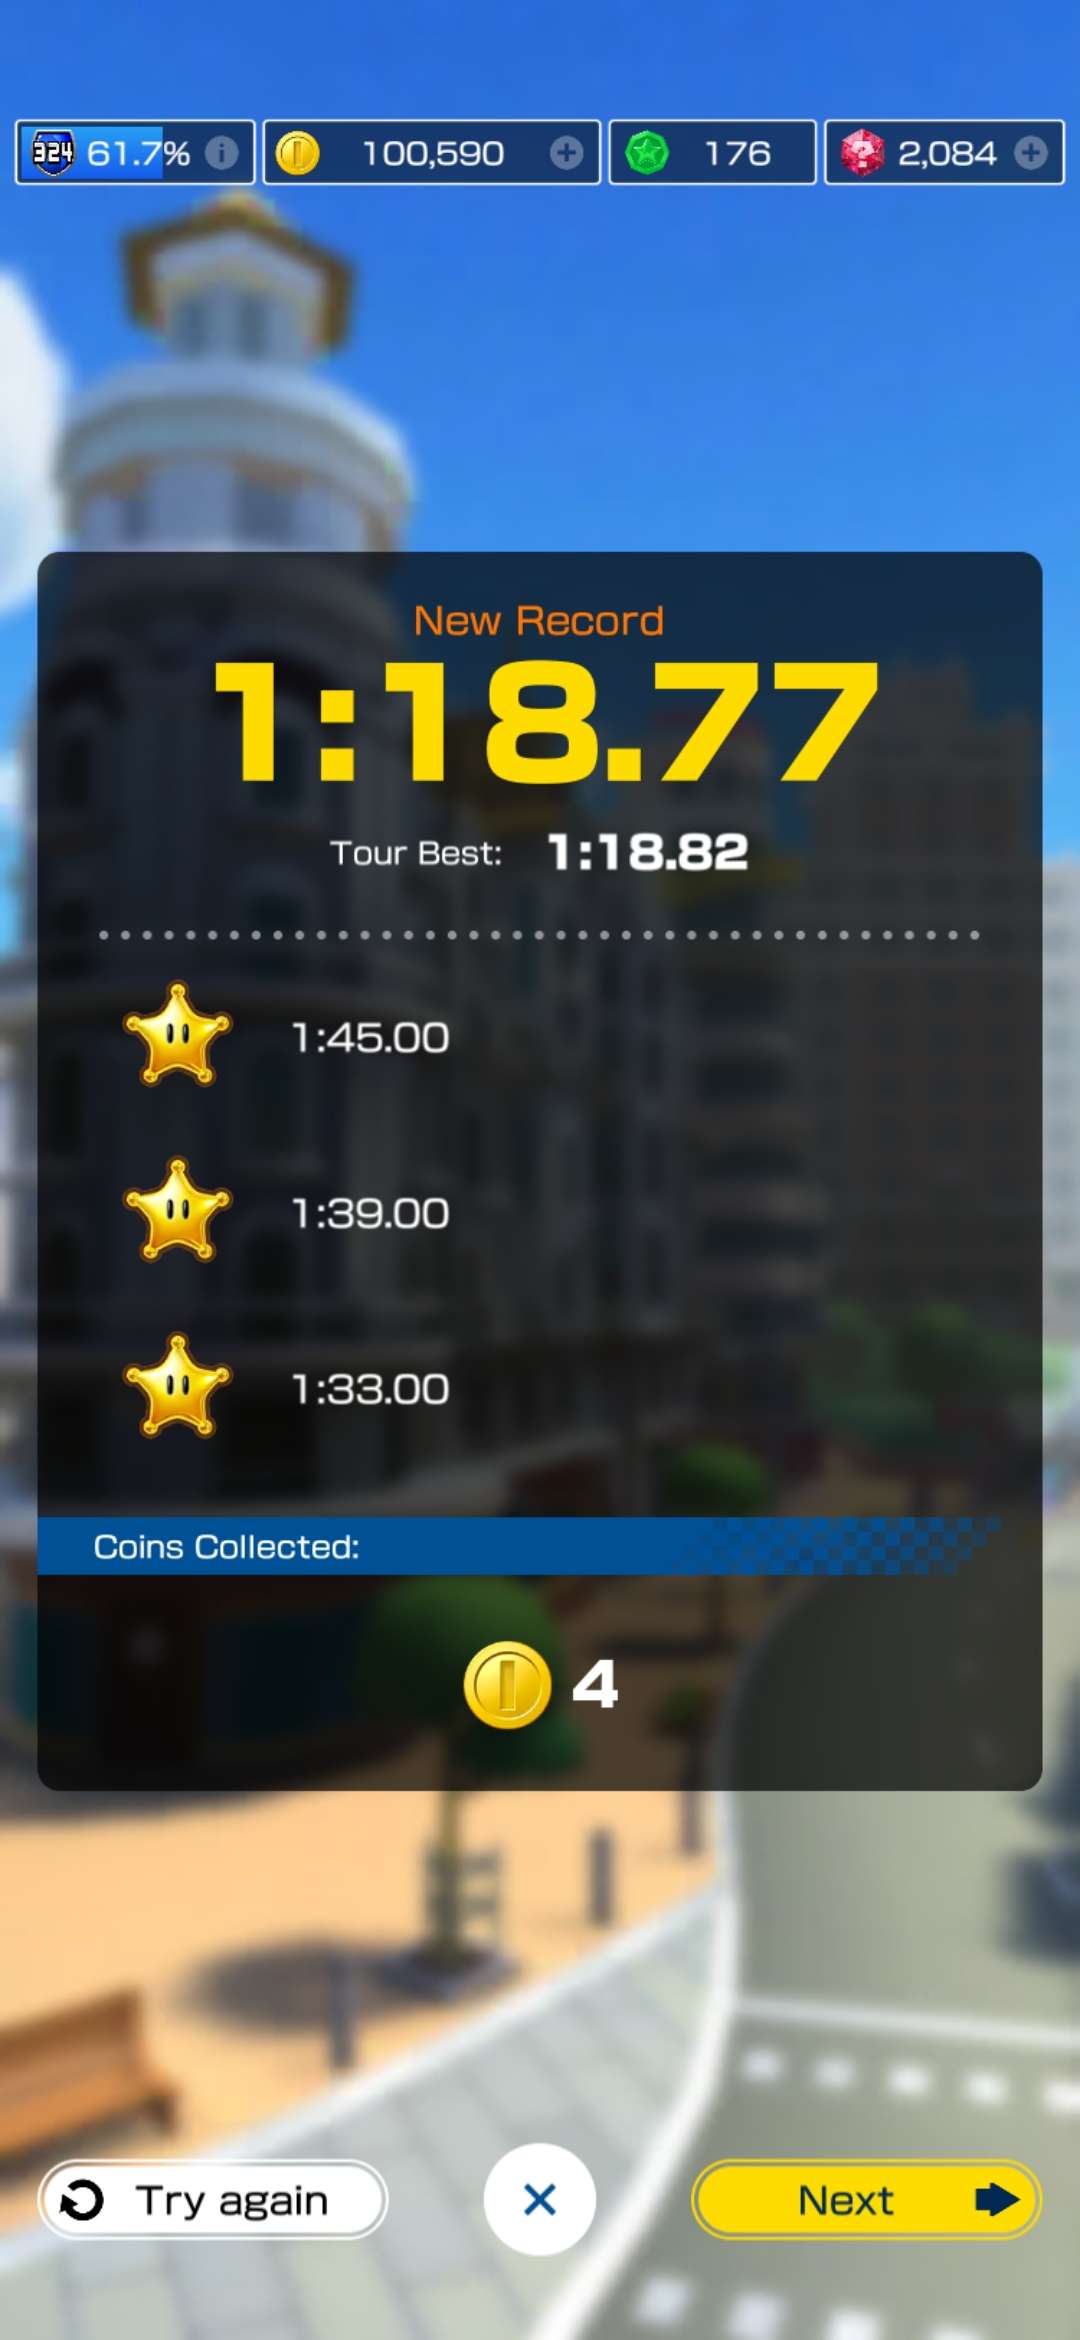 324 61.7% i 100,590 + 176 ? 2,084 +
New Record
1:18.77
Tour Best: 1:18.82
1:45.00
1:39.00
1:33.00
Coins Collected:
4
Try again × Next